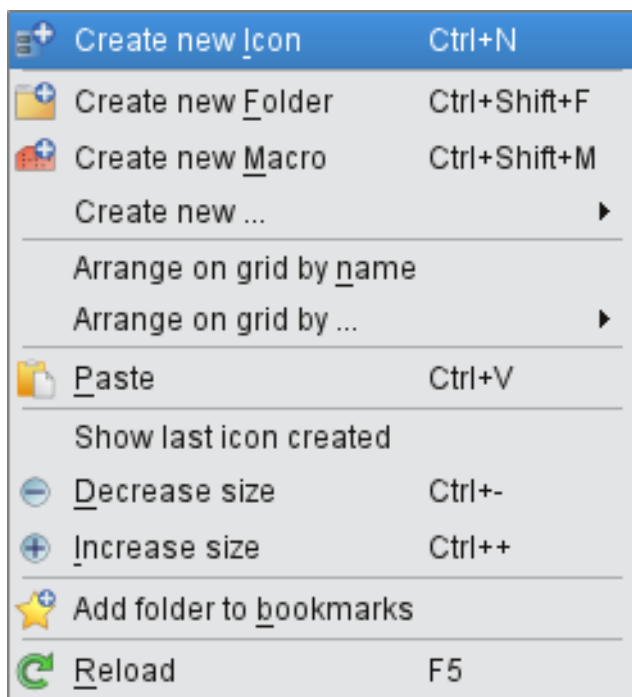 Create new Icon Ctrl+N
Create new Folder Ctrl+Shift+F
Create new Macro Ctrl+Shift+M
Create new ...
Arrange on grid by name
Arrange on grid by ...
Paste Ctrl+V
Show last icon created
Decrease size Ctrl+-
Increase size Ctrl++
Add folder to bookmarks
Reload F5